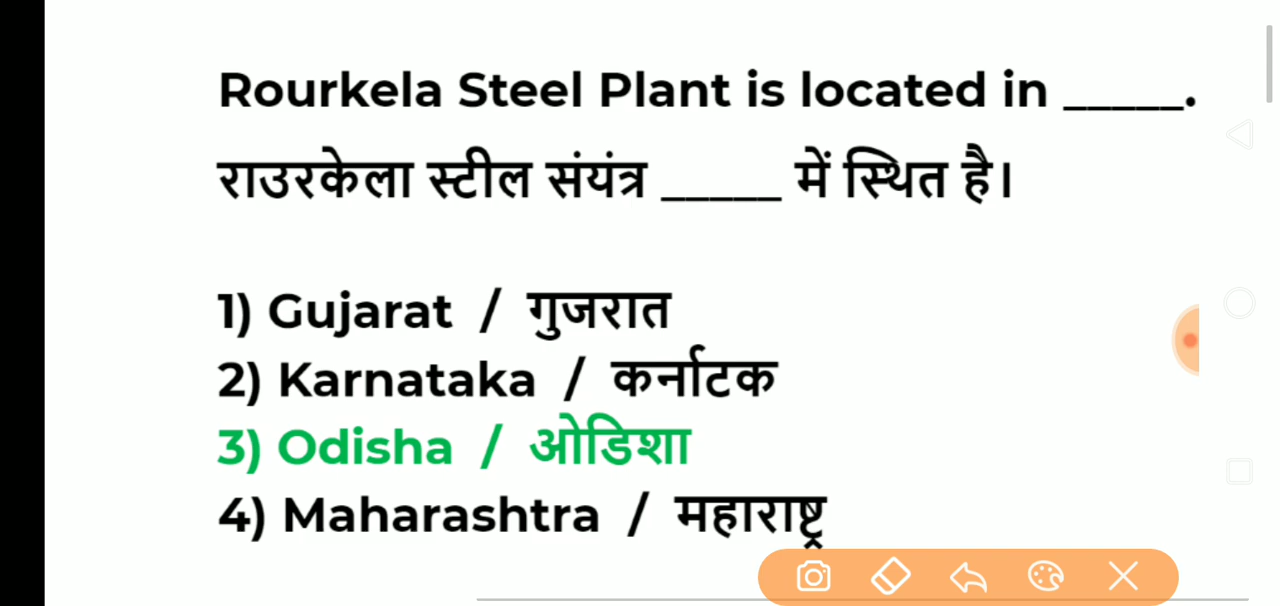 Rourkela Steel Plant is located in _____.
राउरकेला स्टील संयंत्र _____ में स्थित है।
1) Gujarat / गुजरात
2) Karnataka / कर्नाटक
3) Odisha / ओडिशा
4) Maharashtra / महाराष्ट्र